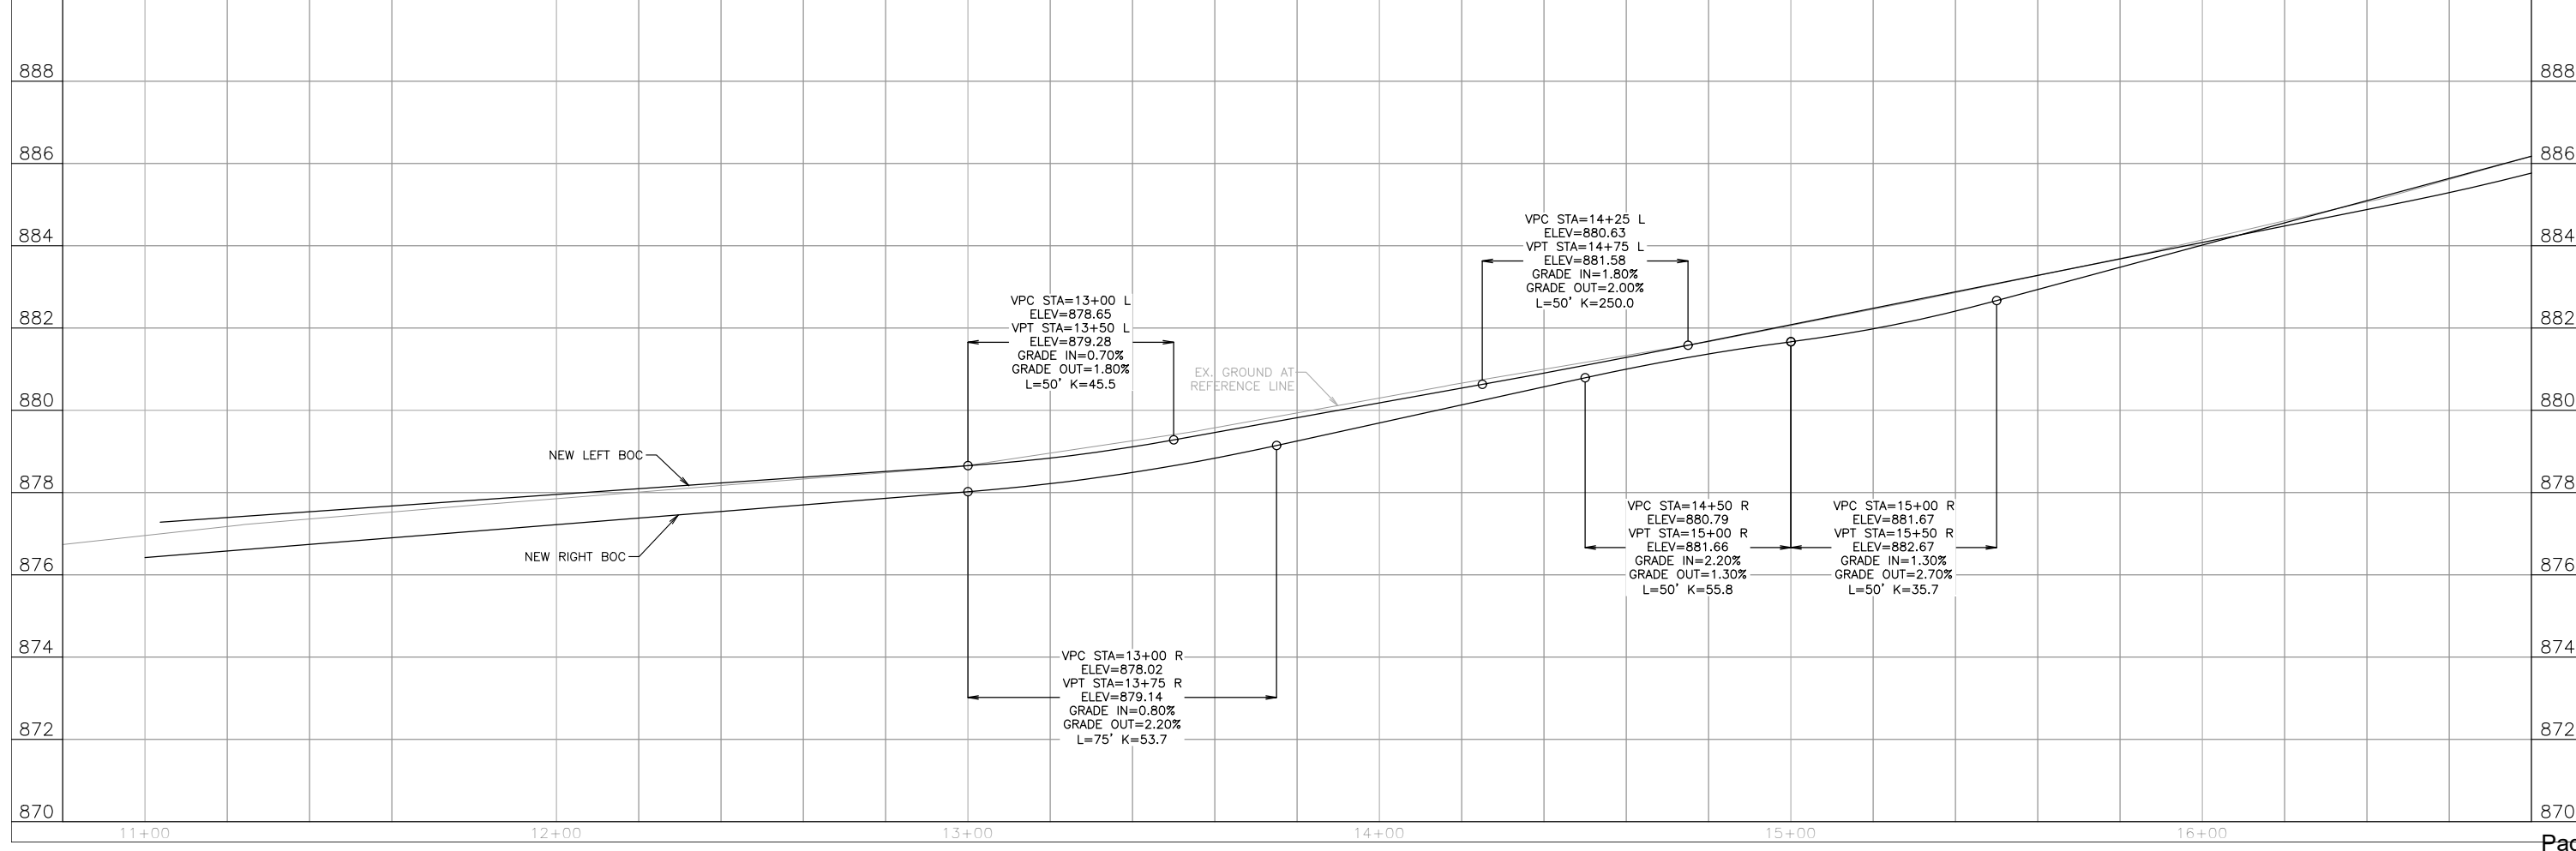 888
888
886
886
884
884
882
882
880
880
878
878
876
876
874
874
872
872
870
870
VPC STA=14+25 L
ELEV=880.63
VPT STA=14+75 L
ELEV=881.58
GRADE IN=1.80%
GRADE OUT=2.00%
L=50' K=250.0
VPC STA=13+00 L
ELEV=878.65
VPT STA=13+50 L
ELEV=879.28
GRADE IN=0.70%
GRADE OUT=1.80%
L=50' K=45.5
EX. GROUND AT
REFERENCE LINE
NEW LEFT BOC
NEW RIGHT BOC
VPC STA=14+50 R
ELEV=880.79
VPT STA=15+00 R
ELEV=881.66
GRADE IN=2.20%
GRADE OUT=1.30%
L=50' K=55.8
VPC STA=15+00 R
ELEV=881.67
VPT STA=15+50 R
ELEV=882.67
GRADE IN=1.30%
GRADE OUT=2.70%
L=50' K=35.7
VPC STA=13+00 R
ELEV=878.02
VPT STA=13+75 R
ELEV=879.14
GRADE IN=0.80%
GRADE OUT=2.20%
L=75' K=53.7
11+00
12+00
13+00
14+00
15+00
16+00